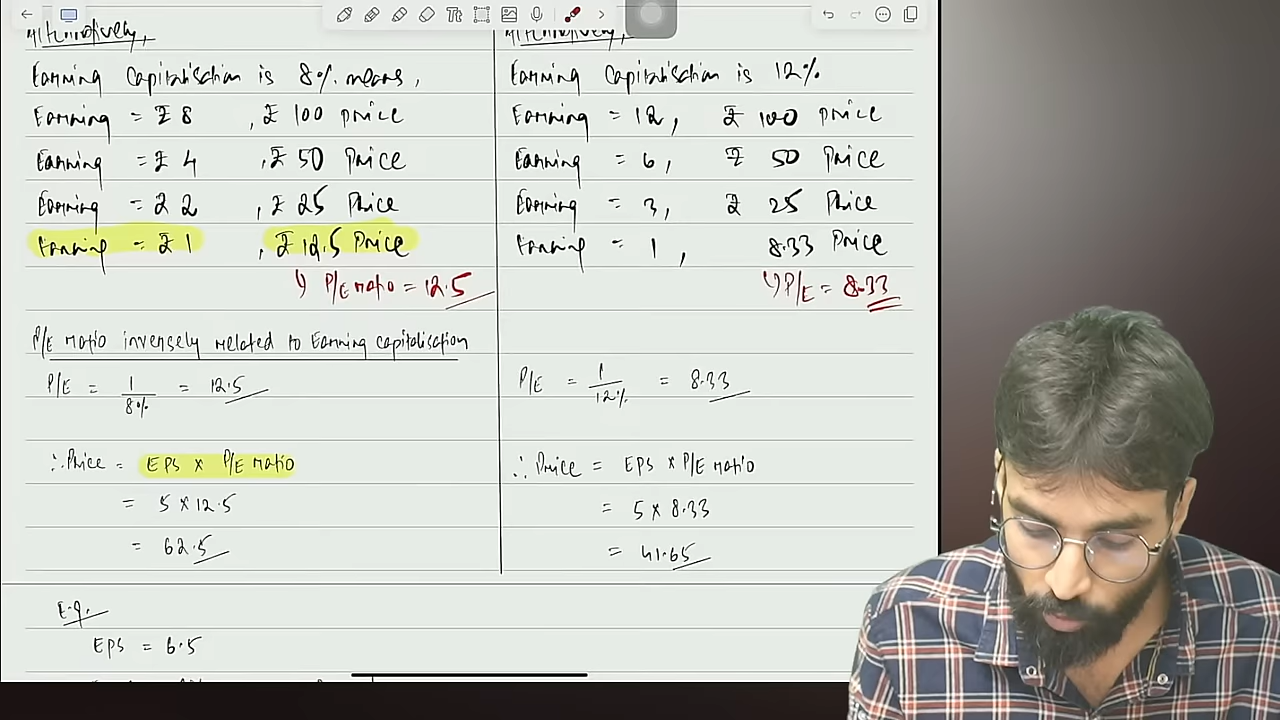 Alternatively,
Earning Capitalisation is 8% means,
Earning = ₹ 8 , ₹ 100 Price
Earning = ₹ 4 , ₹ 50 Price
Earning = ₹ 2 , ₹ 25 Price
Earning = ₹ 1 , ₹ 12.5 Price
↳ P/E ratio = 12.5
P/E ratio inversely related to Earning capitalisation
P/E = 1/8% = 12.5
∴ Price = EPS x P/E ratio
= 5 x 12.5
= 62.5
Alternatively,
Earning Capitalisation is 12%
Earning = 12, ₹ 100 Price
Earning = 6, ₹ 50 Price
Earning = 3, ₹ 25 Price
Earning = 1, 8.33 Price
↳ P/E = 8.33
P/E = 1/12% = 8.33
∴ Price = EPS x P/E ratio
= 5 x 8.33
= 41.65
E.g.
EPS = 6.5